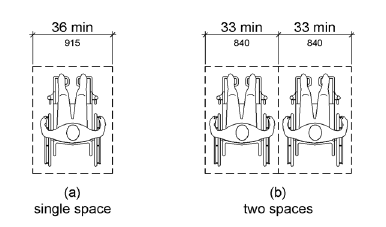 36 min
915
33 min 33 min
840 840
(a)
single space
(b)
two spaces